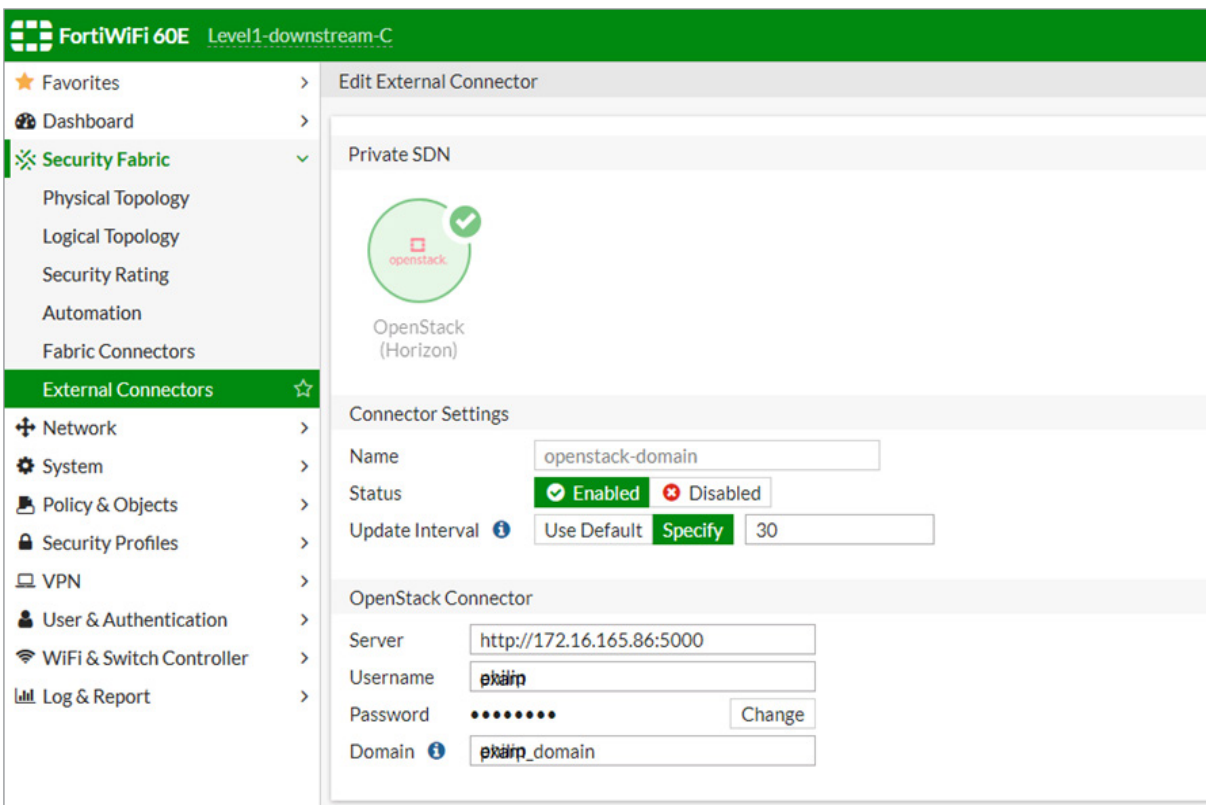 FortiWiFi 60E Level1-downstream-C
Favorites
Dashboard
Security Fabric
Physical Topology
Logical Topology
Security Rating
Automation
Fabric Connectors
External Connectors
Network
System
Policy & Objects
Security Profiles
VPN
User & Authentication
WiFi & Switch Controller
Log & Report
Edit External Connector
Private SDN
openstack.
OpenStack
(Horizon)
Connector Settings
Name openstack-domain
Status Enabled Disabled
Update Interval Use Default Specify 30
OpenStack Connector
Server http://172.16.165.86:5000
Username
Password •••••••• Change
Domain _domain